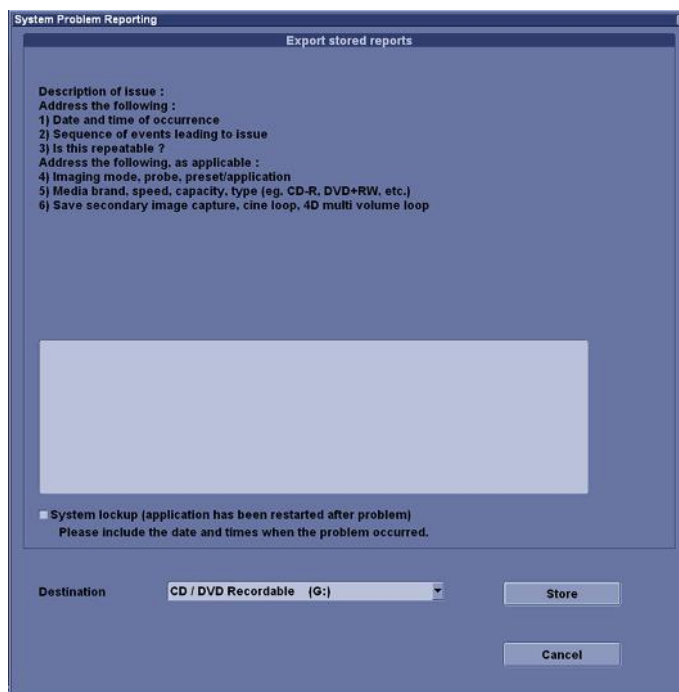 System Problem Reporting
Export stored reports
Description of issue :
Address the following :
1) Date and time of occurrence
2) Sequence of events leading to issue
3) Is this repeatable ?
Address the following, as applicable :
4) Imaging mode, probe, preset/application
5) Media brand, speed, capacity, type (eg. CD-R, DVD+RW, etc.)
6) Save secondary image capture, cine loop, 4D multi volume loop
System lockup (application has been restarted after problem)
Please include the date and times when the problem occurred.
Destination CD / DVD Recordable (G:) Store
Cancel